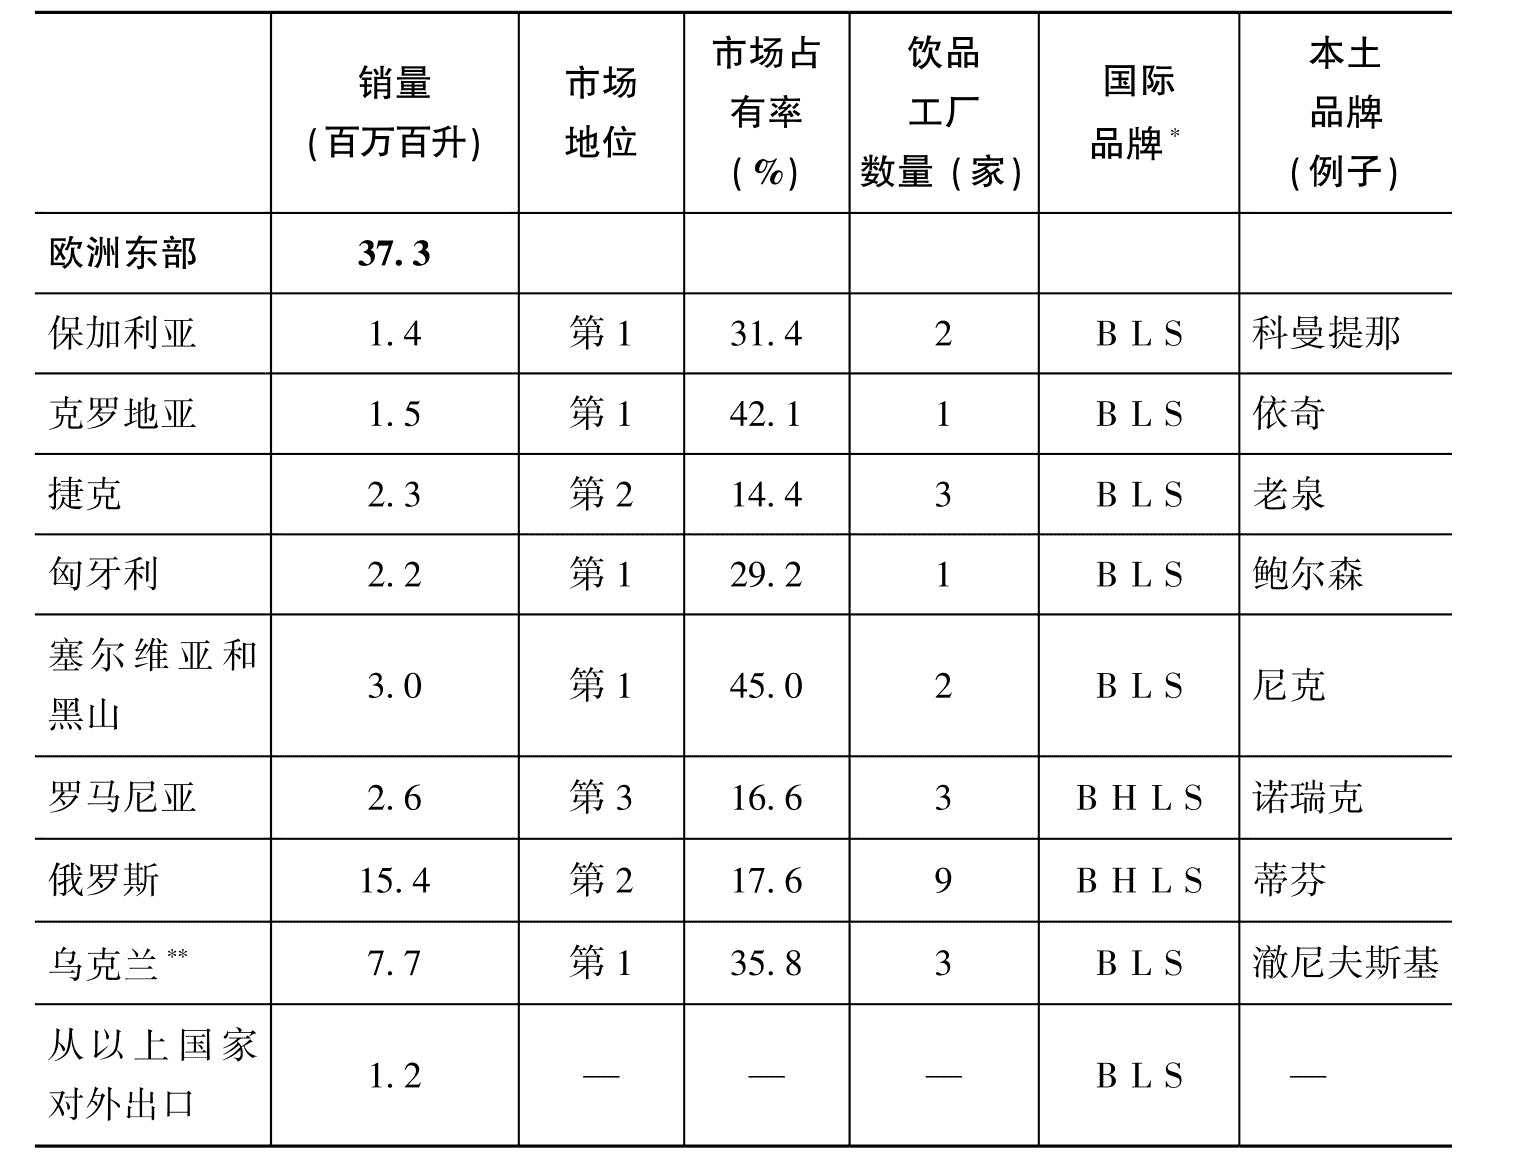 销量(百万百升) 市场地位 市场占有率(%) 饮品工厂数量(家) 国际品牌* 本土品牌(例子)
欧洲东部 37.3
保加利亚 1.4 第1 31.4 2 B L S 科曼提那
克罗地亚 1.5 第1 42.1 1 B L S 依奇
捷克 2.3 第2 14.4 3 B L S 老泉
匈牙利 2.2 第1 29.2 1 B L S 鲍尔森
塞尔维亚和黑山 3.0 第1 45.0 2 B L S 尼克
罗马尼亚 2.6 第3 16.6 3 B H L S 诺瑞克
俄罗斯 15.4 第2 17.6 9 B H L S 蒂芬
乌克兰** 7.7 第1 35.8 3 B L S 澈尼夫斯基
从以上国家对外出口 1.2 — — — B L S —